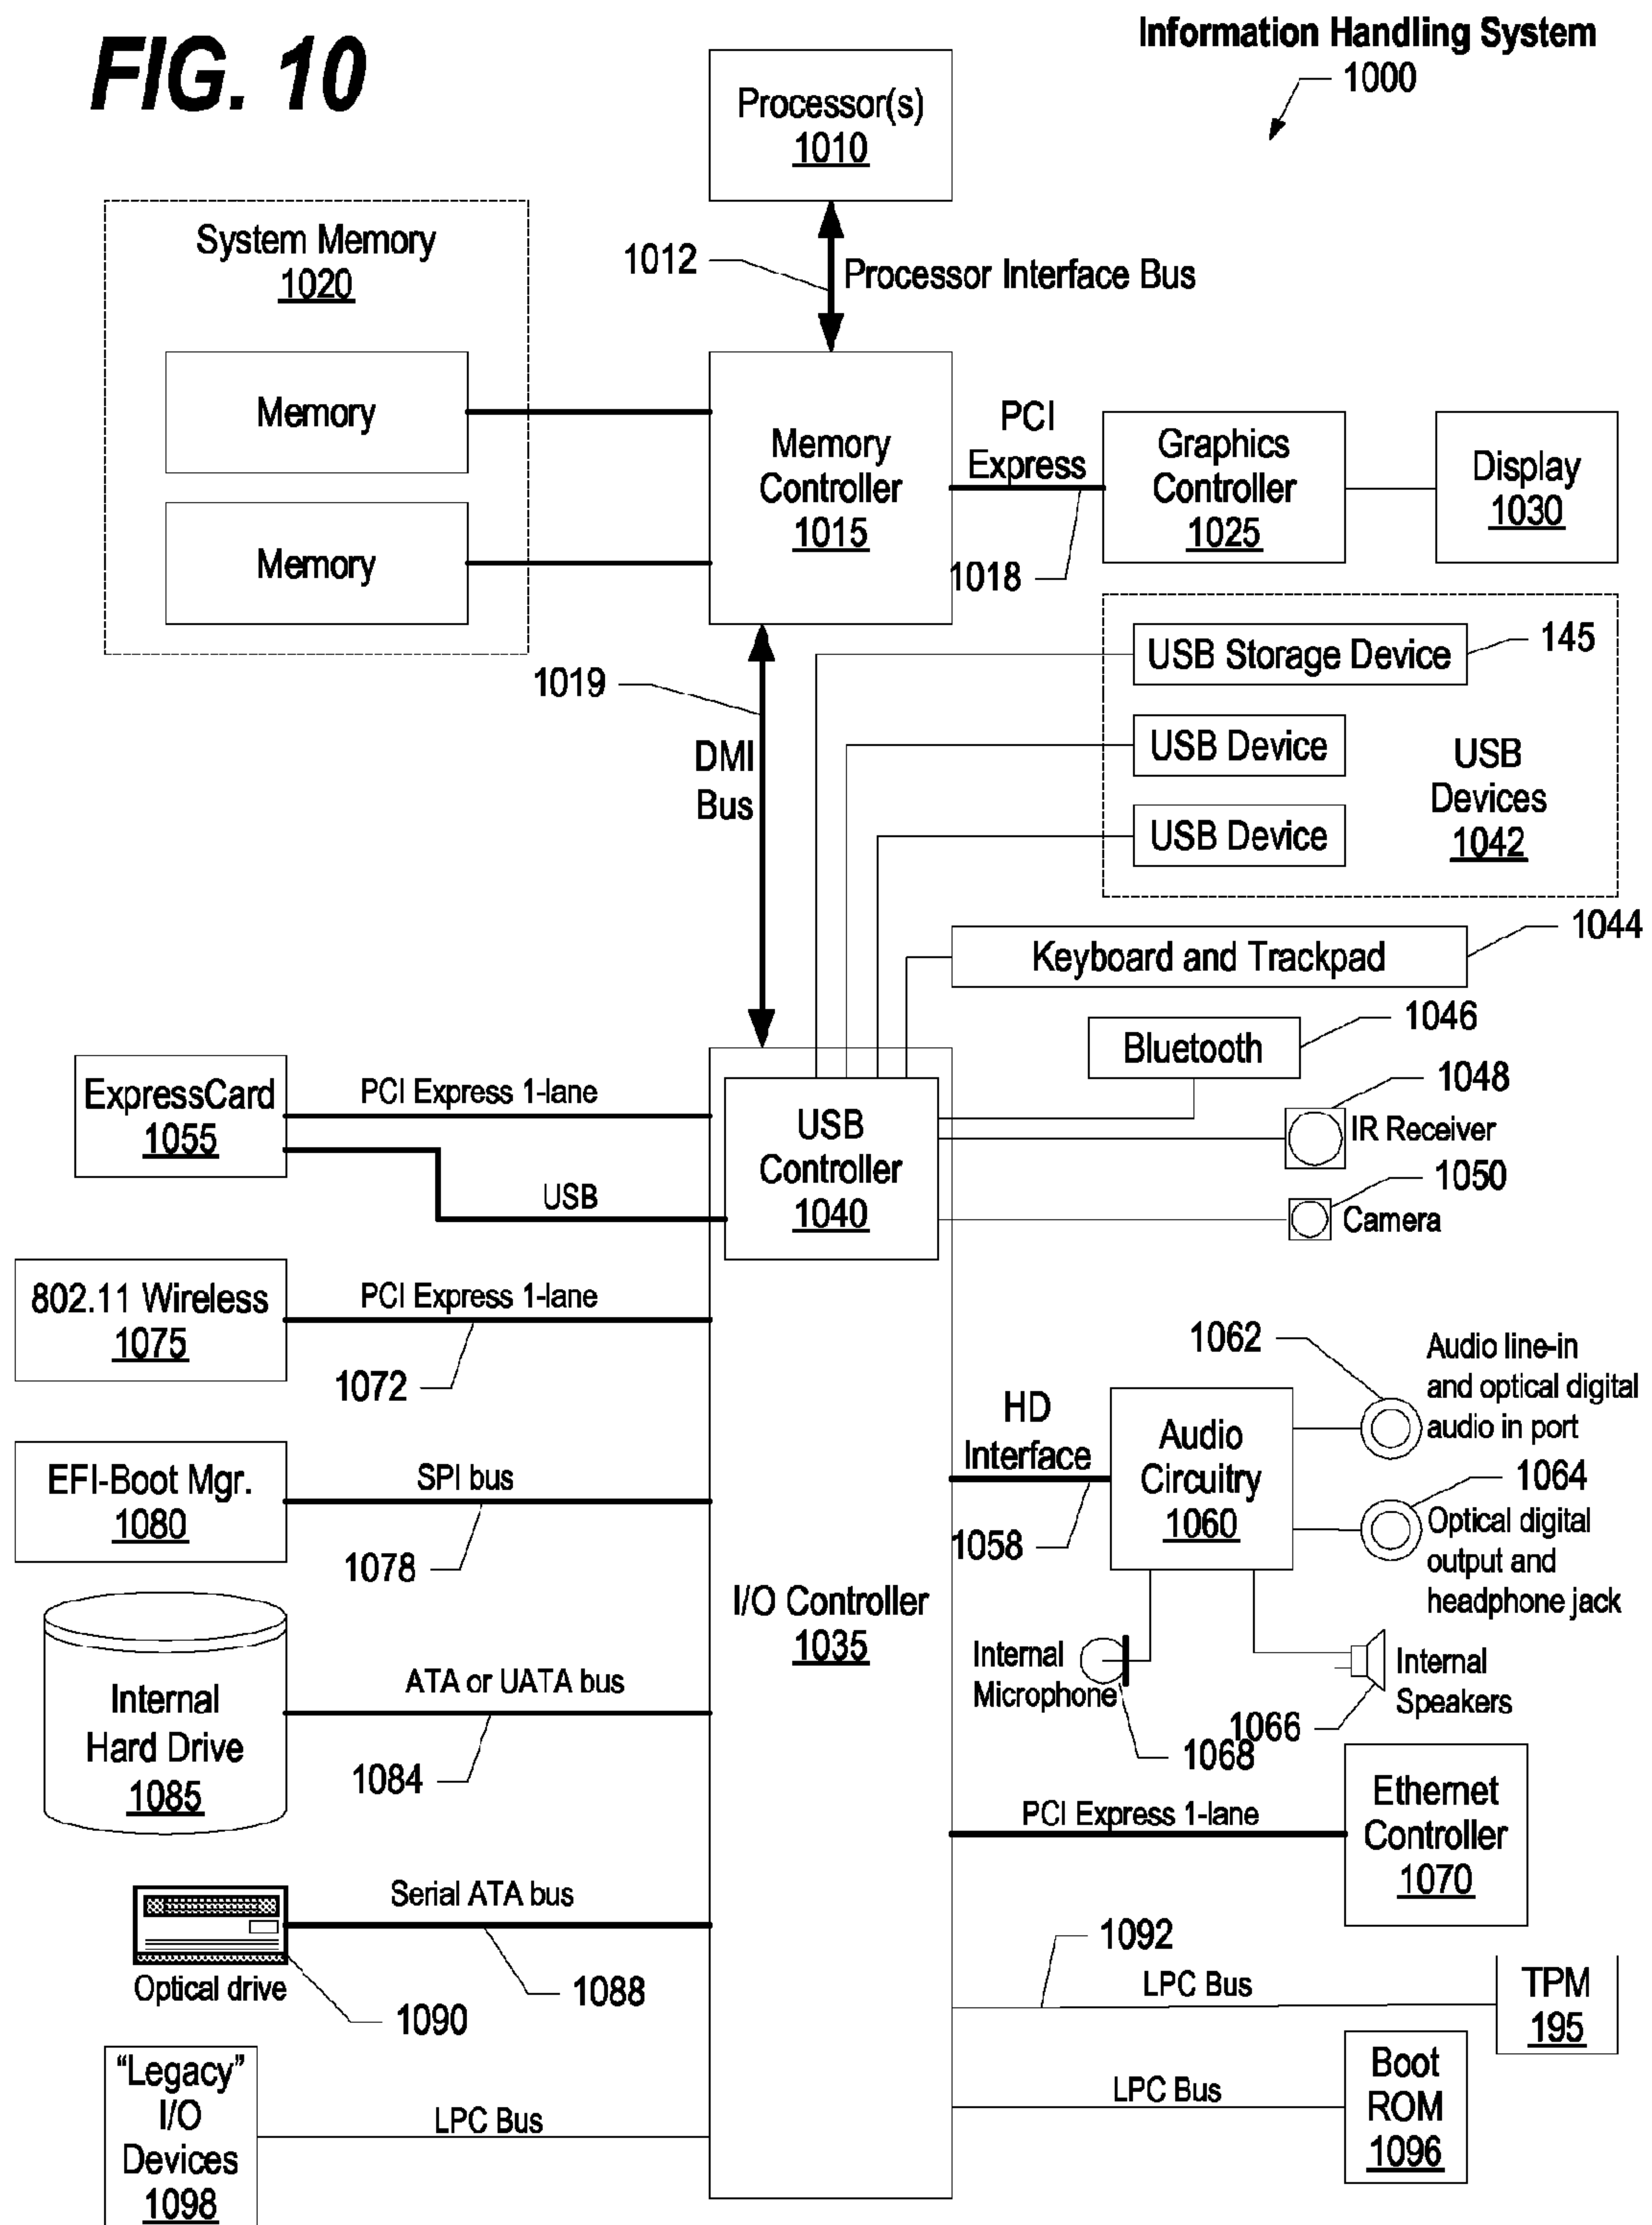 FIG. 10
Information Handling System
1000
Processor(s)
1010
1012
Processor Interface Bus
System Memory
1020
Memory
Memory
Memory
Controller
1015
PCI
Express
1018
Graphics
Controller
1025
Display
1030
1019
DMI
Bus
USB Storage Device
145
USB Device
USB Device
USB
Devices
1042
Keyboard and Trackpad
1044
Bluetooth
1046
1048
IR Receiver
1050
Camera
ExpressCard
1055
PCI Express 1-lane
USB
USB
Controller
1040
802.11 Wireless
1075
PCI Express 1-lane
1072
EFI-Boot Mgr.
1080
SPI bus
1078
I/O Controller
1035
HD
Interface
1058
Audio
Circuitry
1060
1062
Audio line-in
and optical digital
audio in port
1064
Optical digital
output and
headphone jack
Internal
Microphone
1068
Internal
Speakers
1066
Internal
Hard Drive
1085
ATA or UATA bus
1084
PCI Express 1-lane
Ethernet
Controller
1070
Optical drive
1090
Serial ATA bus
1088
1092
LPC Bus
TPM
195
LPC Bus
Boot
ROM
1096
“Legacy”
I/O
Devices
1098
LPC Bus